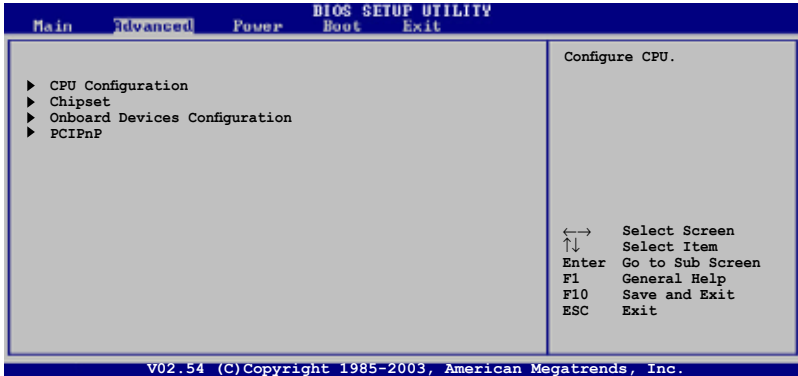 BIOS SETUP UTILITY
Main Advanced Power Boot Exit
Configure CPU.
▶ CPU Configuration
▶ Chipset
▶ Onboard Devices Configuration
▶ PCIPnP
←→ Select Screen
↑↓ Select Item
Enter Go to Sub Screen
F1 General Help
F10 Save and Exit
ESC Exit
V02.54 (C)Copyright 1985-2003, American Megatrends, Inc.